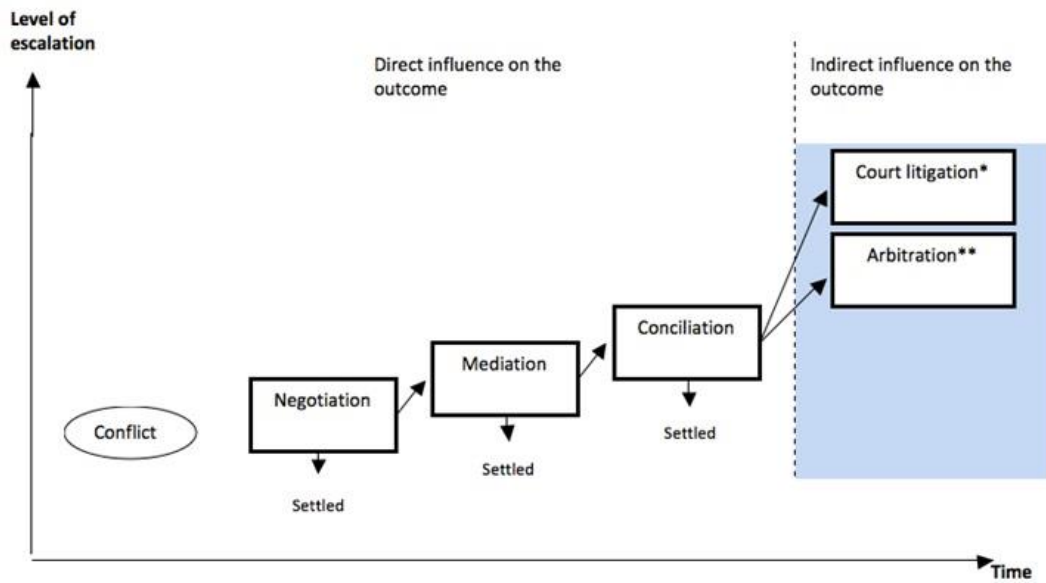 Level of
escalation
Direct influence on the
outcome
Indirect influence on the
outcome
Court litigation*
Arbitration**
Conciliation
Mediation
Negotiation
Conflict
Settled
Settled
Settled
Time